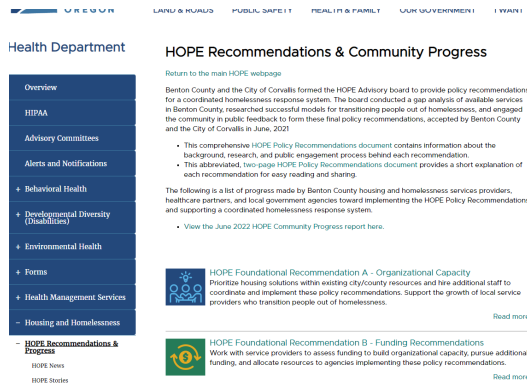 OREGON
LAND & ROADS PUBLIC SAFETY HEALTH & FAMILY OUR GOVERNMENT I WANT
Health Department
Overview
HIPAA
Advisory Committees
Alerts and Notifications
+ Behavioral Health
+ Developmental Diversity
(Disabilities)
+ Environmental Health
+ Forms
+ Health Management Services
− Housing and Homelessness
− HOPE Recommendations &
Progress
HOPE News
HOPE Stories
HOPE Recommendations & Community Progress
Return to the main HOPE webpage
Benton County and the City of Corvallis formed the HOPE Advisory board to provide policy recommendations
for a coordinated homelessness response system. The board conducted a gap analysis of available services
in Benton County, researched successful models for transitioning people out of homelessness, and engaged
the community in public feedback to form these final policy recommendations, accepted by Benton County
and the City of Corvallis in June, 2021
• This comprehensive HOPE Policy Recommendations document contains information about the
background, research, and public engagement process behind each recommendation.
• This abbreviated, two-page HOPE Policy Recommendations document provides a short explanation of
each recommendation for easy reading and sharing.
The following is a list of progress made by Benton County housing and homelessness services providers,
healthcare partners, and local government agencies toward implementing the HOPE Policy Recommendations
and supporting a coordinated homelessness response system.
• View the June 2022 HOPE Community Progress report here.
HOPE Foundational Recommendation A - Organizational Capacity
Prioritize housing solutions within existing city/county resources and hire additional staff to
coordinate and implement these policy recommendations. Support the growth of local service
providers who transition people out of homelessness.
Read more
HOPE Foundational Recommendation B - Funding Recommendations
Work with service providers to assess funding to build organizational capacity, pursue additional
funding, and allocate resources to agencies implementing these policy recommendations.
Read more